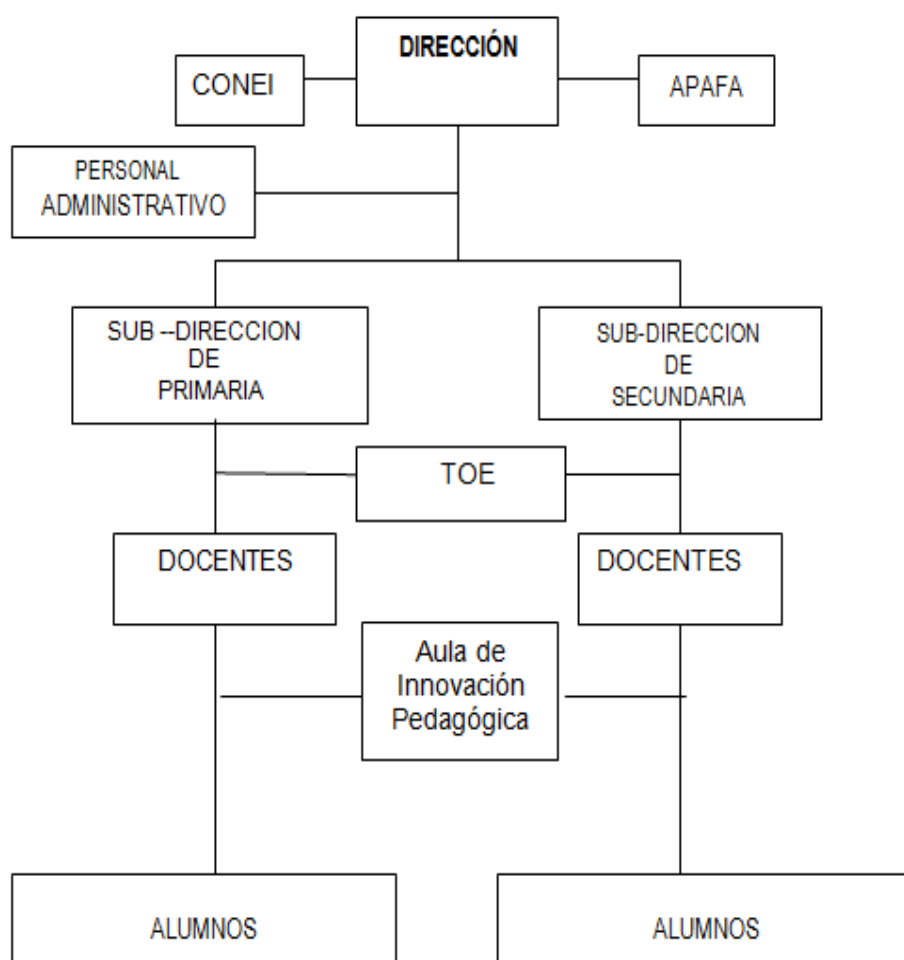 DIRECCIÓN
CONEI
APAFA
PERSONAL
ADMINISTRATIVO
SUB --DIRECCION
DE
PRIMARIA
SUB-DIRECCION
DE
SECUNDARIA
TOE
DOCENTES
DOCENTES
Aula de
Innovación
Pedagógica
ALUMNOS
ALUMNOS